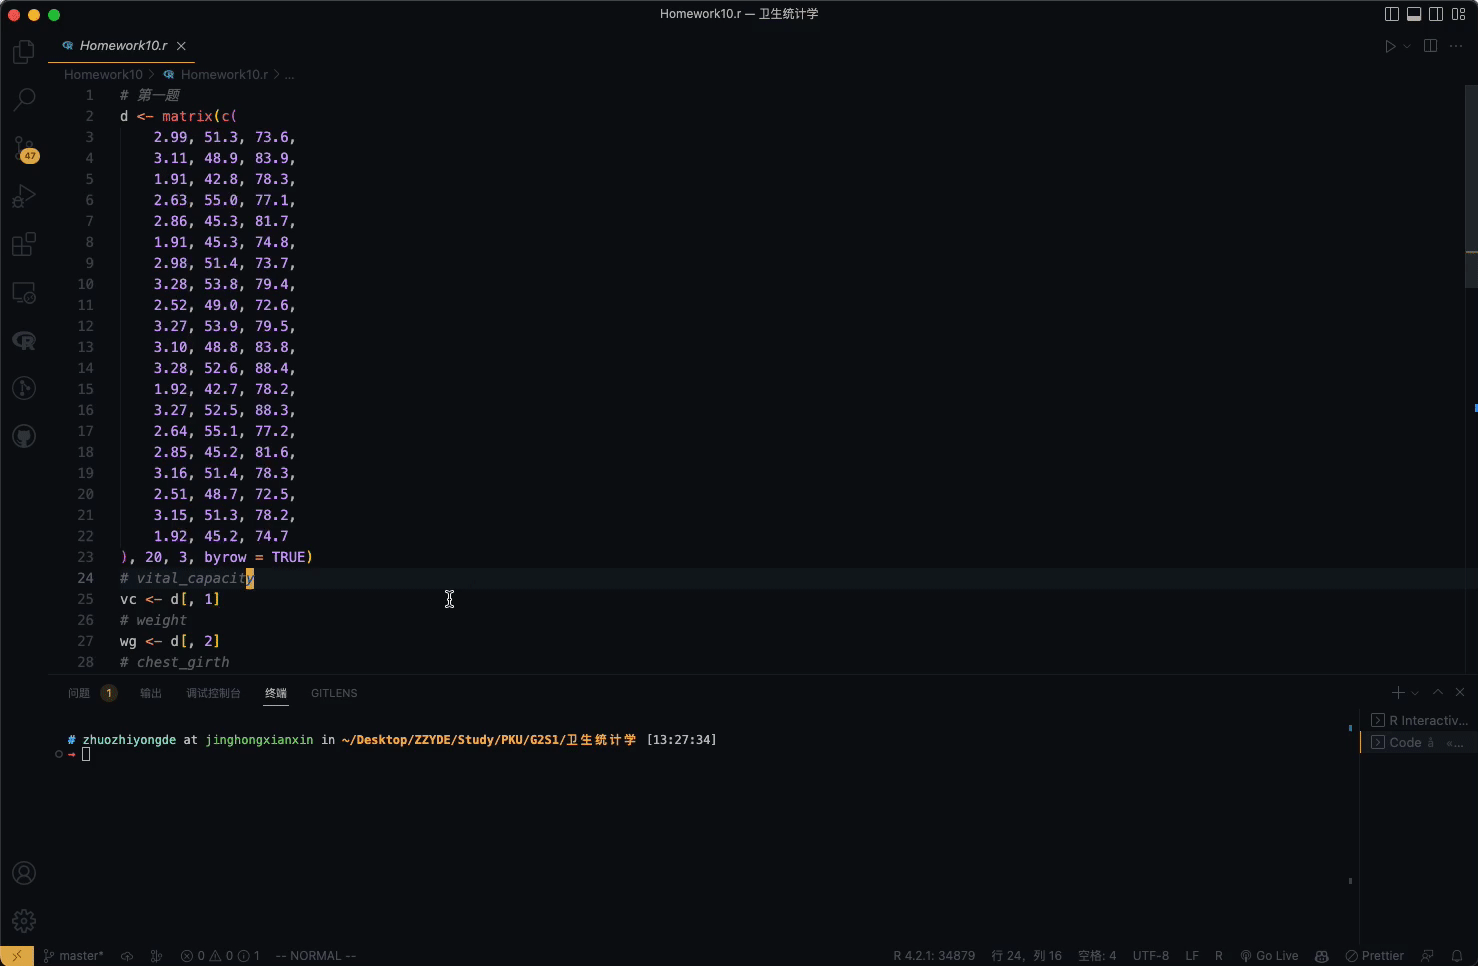 Homework10.r — 卫生统计学
Homework10.r
Homework10 > Homework10.r > ...
1 # 第一题
2 d <- matrix(c(
3 2.99, 51.3, 73.6,
4 3.11, 48.9, 83.9,
5 1.91, 42.8, 78.3,
6 2.63, 55.0, 77.1,
7 2.86, 45.3, 81.7,
8 1.91, 45.3, 74.8,
9 2.98, 51.4, 73.7,
10 3.28, 53.8, 79.4,
11 2.52, 49.0, 72.6,
12 3.27, 53.9, 79.5,
13 3.10, 48.8, 83.8,
14 3.28, 52.6, 88.4,
15 1.92, 42.7, 78.2,
16 3.27, 52.5, 88.3,
17 2.64, 55.1, 77.2,
18 2.85, 45.2, 81.6,
19 3.16, 51.4, 78.3,
20 2.51, 48.7, 72.5,
21 3.15, 51.3, 78.2,
22 1.92, 45.2, 74.7
23 ), 20, 3, byrow = TRUE)
24 # vital_capacity
25 vc <- d[, 1]
26 # weight
27 wg <- d[, 2]
28 # chest_girth
47
问题 1 输出 调试控制台 终端 GITLENS
# zhuozhiyongde at jinghongxianxin in ~/Desktop/ZZYDE/Study/PKU/G2S1/卫生统计学 [13:27:34]
→
R Interactiv...
Code å «...
master* 0 0 1 -- NORMAL -- R 4.2.1: 34879 行 24，列 16 空格: 4 UTF-8 LF R Go Live Prettier